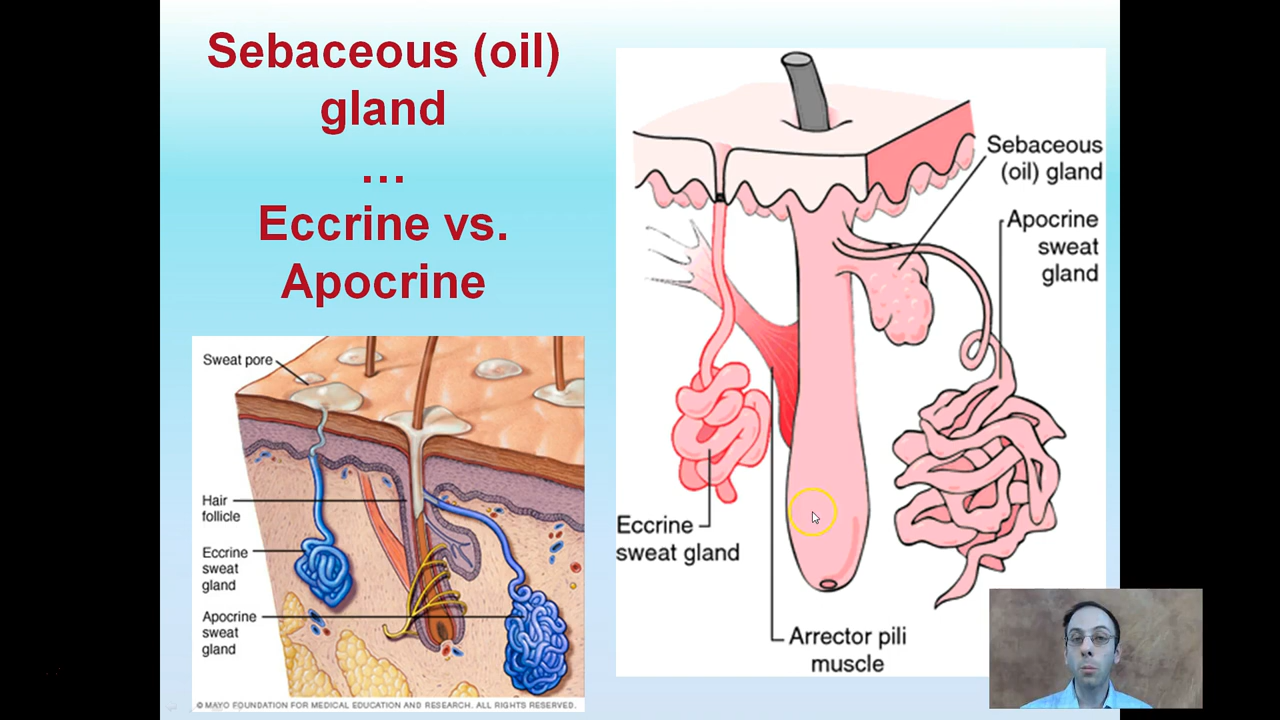 Sebaceous (oil)
gland
…
Eccrine vs.
Apocrine
Sweat pore
Hair
follicle
Eccrine
sweat
gland
Apocrine
sweat
gland
© MAYO FOUNDATION FOR MEDICAL EDUCATION AND RESEARCH. ALL RIGHTS RESERVED.
Sebaceous
(oil) gland
Apocrine
sweat
gland
Eccrine
sweat gland
Arrector pili
muscle